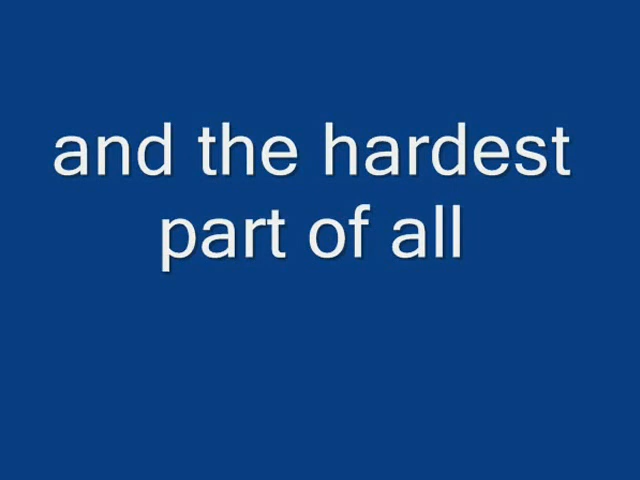 and the hardest
part of all